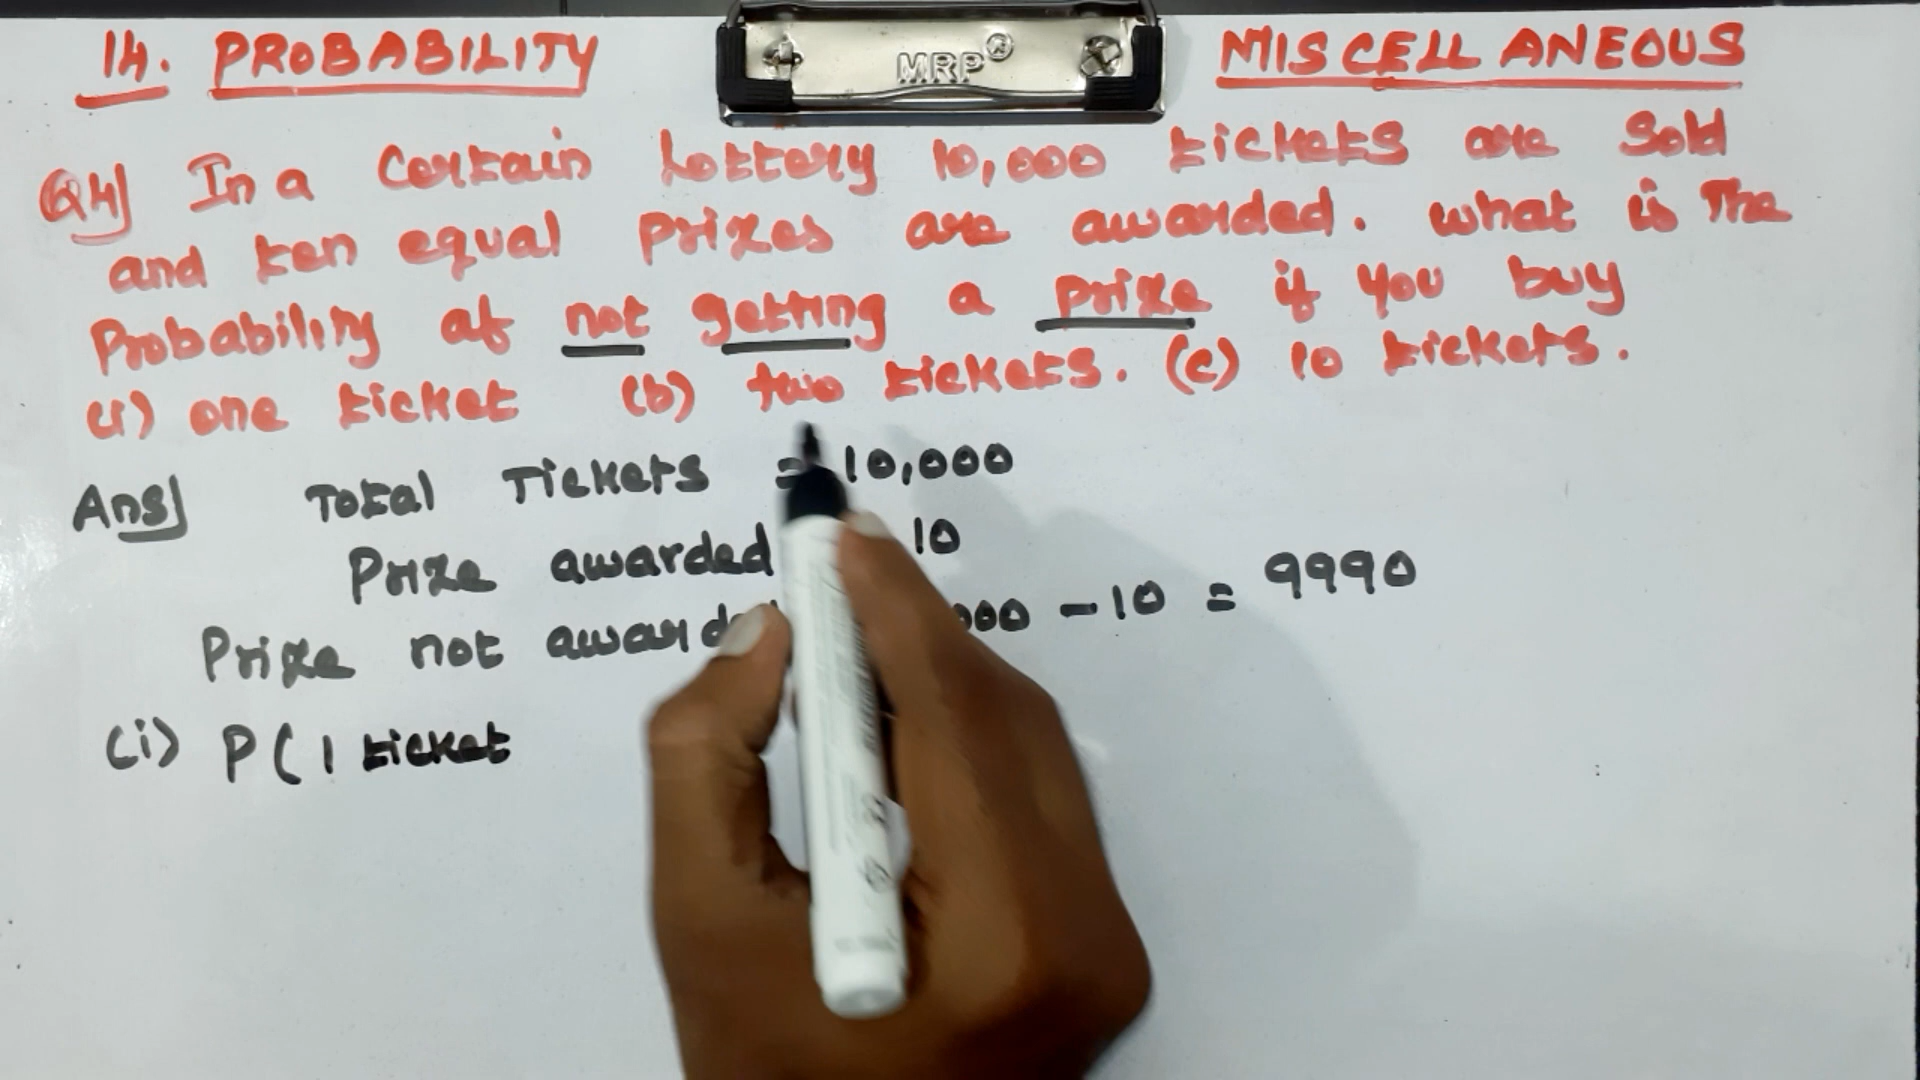 14. PROBABILITY
MRP®
MISCELLANEOUS
Q4] In a Certain Lottery 10,000 tickets are sold
and ten equal prizes are awarded. what is the
Probability of not getting a prize if you buy
(i) one ticket (b) two tickets. (c) 10 tickets.
Ans] Total Tickets = 10,000
Prize awarded 10
Prize not 000 - 10 = 9990
(i) P( 1 ticket